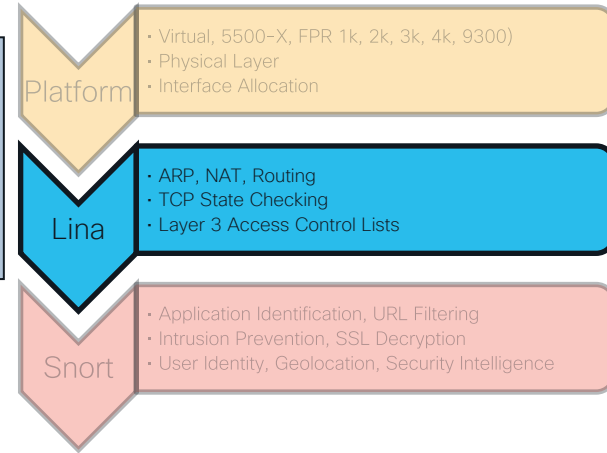 Platform
· Virtual, 5500-X, FPR 1k, 2k, 3k, 4k, 9300)
· Physical Layer
· Interface Allocation
Lina
· ARP, NAT, Routing
· TCP State Checking
· Layer 3 Access Control Lists
Snort
· Application Identification, URL Filtering
· Intrusion Prevention, SSL Decryption
· User Identity, Geolocation, Security Intelligence